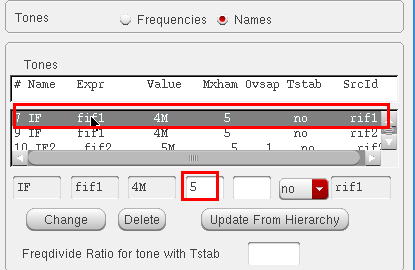 Tones Frequencies Names
Tones
# Name Expr Value Mxham Ovsap Tstab SrcId
7 IF fif1 4M 5 no rif1
9 IF fif1 4M 5 no rif2
10 IF2 fif2 5M 5 1 no rif2
IF fif1 4M 5 no rif1
Change Delete Update From Hierarchy
Freqdivide Ratio for tone with Tstab